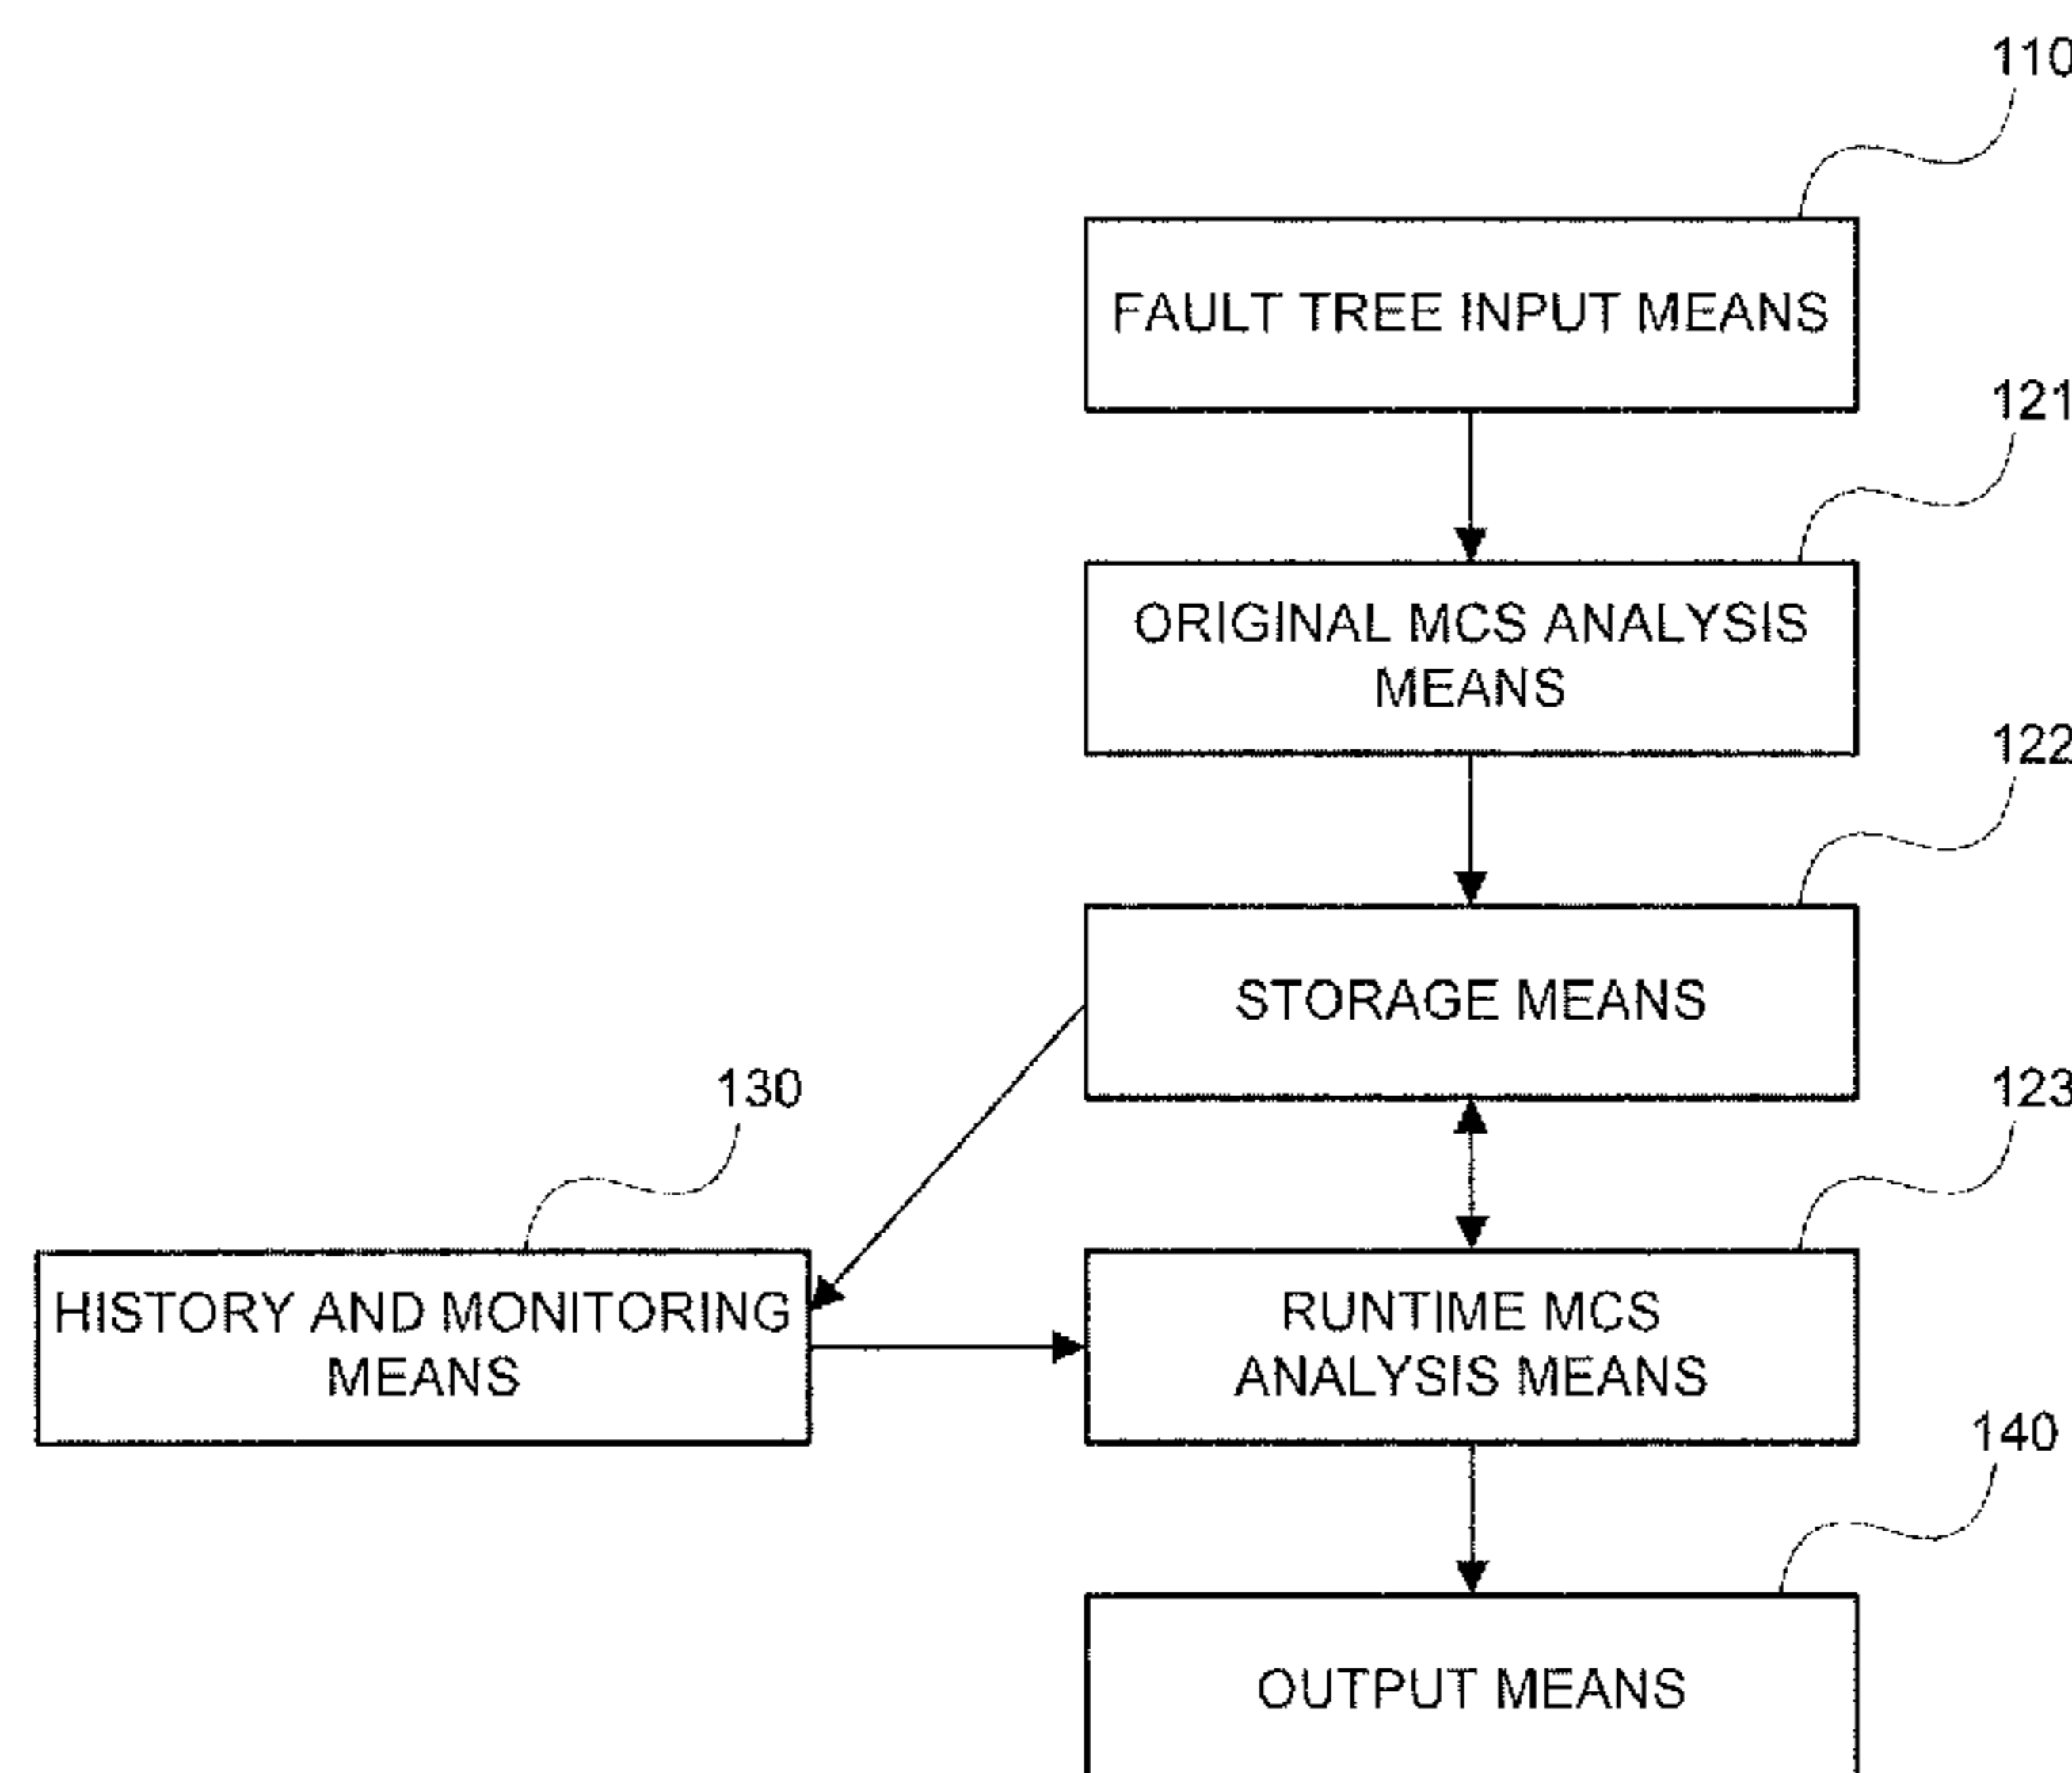 110
FAULT TREE INPUT MEANS
121
ORIGINAL MCS ANALYSIS
MEANS
122
STORAGE MEANS
130
123
HISTORY AND MONITORING
MEANS
RUNTIME MCS
ANALYSIS MEANS
140
OUTPUT MEANS